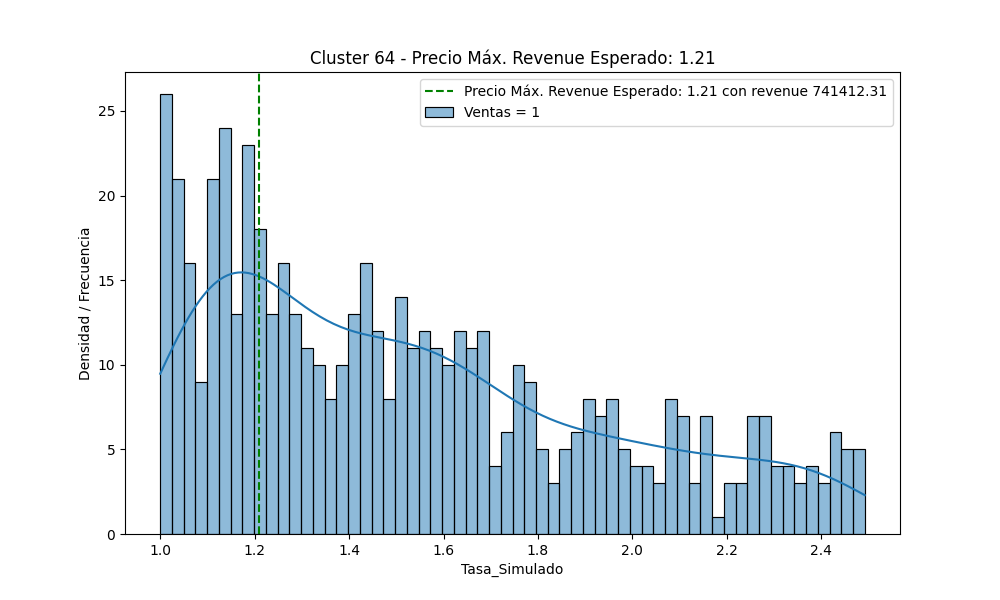 Cluster 64 - Precio Máx. Revenue Esperado: 1.21
Precio Máx. Revenue Esperado: 1.21 con revenue 741412.31
Ventas = 1
Densidad / Frecuencia
25
20
15
10
5
0
1.0 1.2 1.4 1.6 1.8 2.0 2.2 2.4
Tasa_Simulado